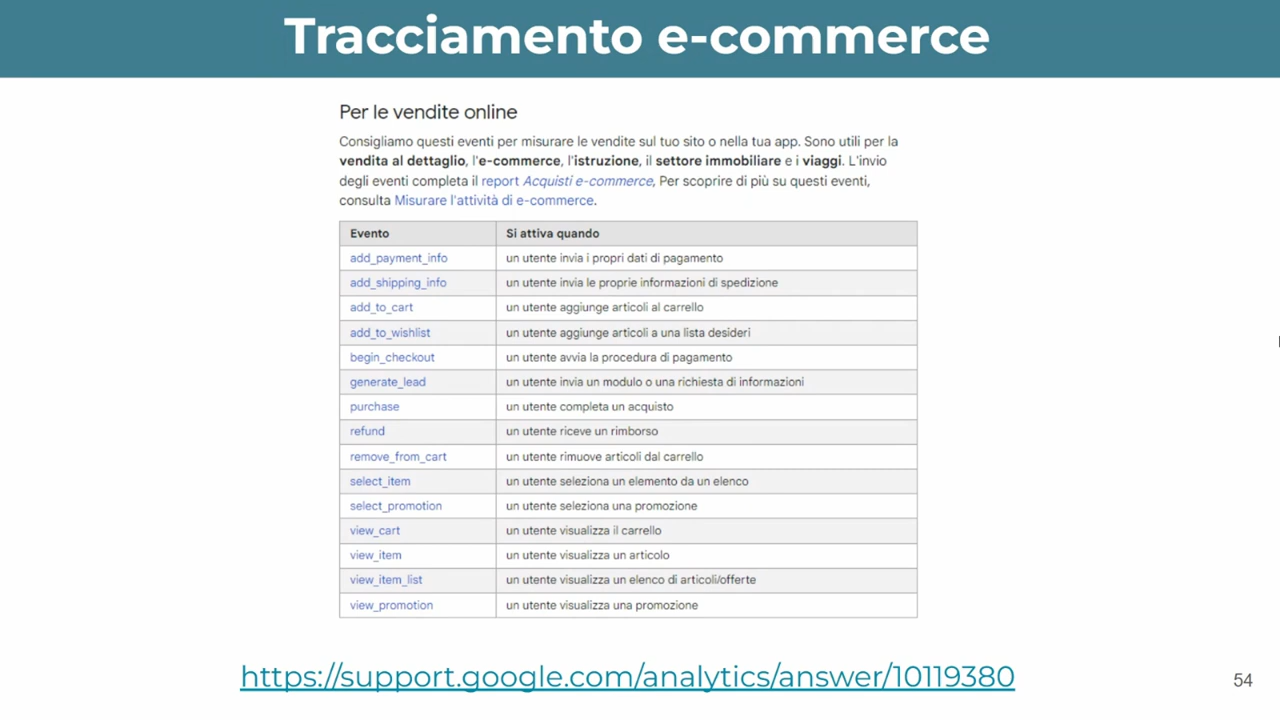 Tracciamento e-commerce
Per le vendite online
Consigliamo questi eventi per misurare le vendite sul tuo sito o nella tua app. Sono utili per la
vendita al dettaglio, l'e-commerce, l'istruzione, il settore immobiliare e i viaggi. L'invio
degli eventi completa il report Acquisti e-commerce, Per scoprire di più su questi eventi,
consulta Misurare l'attività di e-commerce.
Evento Si attiva quando
add_payment_info un utente invia i propri dati di pagamento
add_shipping_info un utente invia le proprie informazioni di spedizione
add_to_cart un utente aggiunge articoli al carrello
add_to_wishlist un utente aggiunge articoli a una lista desideri
begin_checkout un utente avvia la procedura di pagamento
generate_lead un utente invia un modulo o una richiesta di informazioni
purchase un utente completa un acquisto
refund un utente riceve un rimborso
remove_from_cart un utente rimuove articoli dal carrello
select_item un utente seleziona un elemento da un elenco
select_promotion un utente seleziona una promozione
view_cart un utente visualizza il carrello
view_item un utente visualizza un articolo
view_item_list un utente visualizza un elenco di articoli/offerte
view_promotion un utente visualizza una promozione
https://support.google.com/analytics/answer/10119380
54